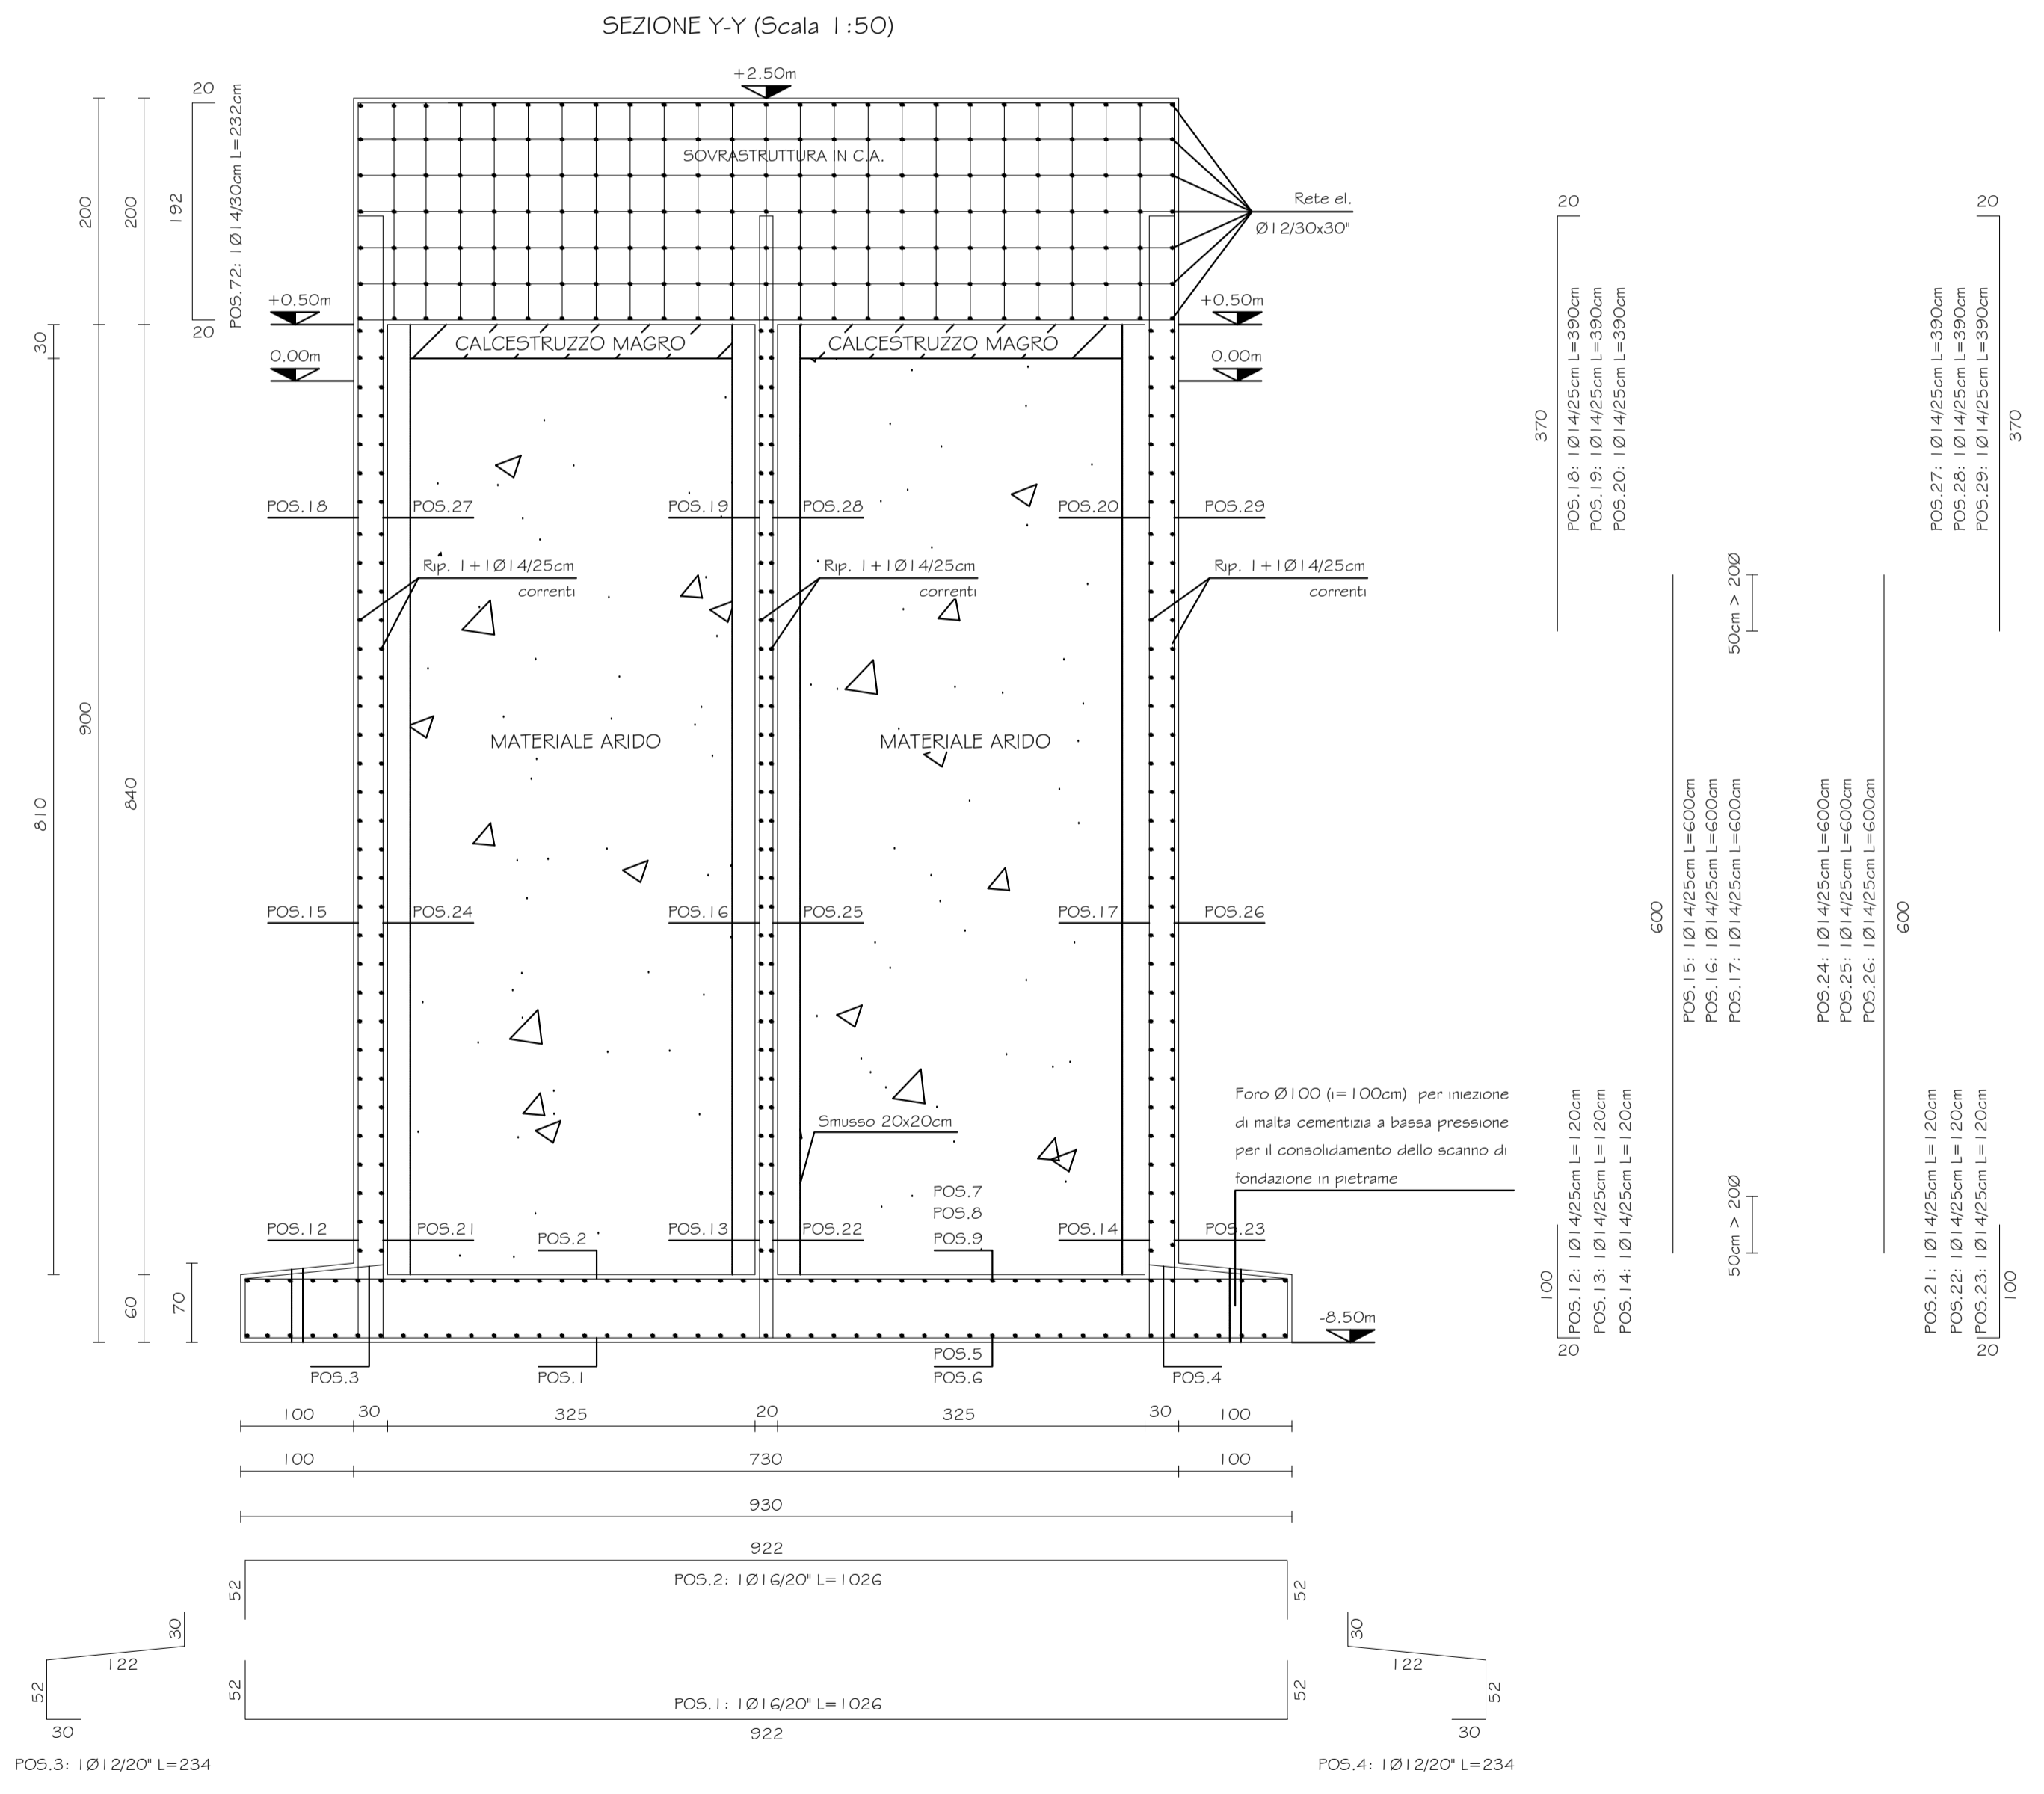 SEZIONE Y-Y (Scala 1:50)
+2.50m
20
192
20
POS.72: 1Ø14/30cm L=232cm
200
200
SOVRASTRUTTURA IN C.A.
Rete el.
Ø12/30x30"
+0.50m
+0.50m
0.00m
0.00m
30
CALCESTRUZZO MAGRO
CALCESTRUZZO MAGRO
POS.18
POS.27
POS.19
POS.28
POS.20
POS.29
Rip. 1+1Ø14/25cm
correnti
Rip. 1+1Ø14/25cm
correnti
Rip. 1+1Ø14/25cm
correnti
900
840
810
MATERIALE ARIDO
MATERIALE ARIDO
POS.15
POS.24
POS.16
POS.25
POS.17
POS.26
Smusso 20x20cm
Foro Ø100 (i=100cm) per iniezione
di malta cementizia a bassa pressione
per il consolidamento dello scanno di
fondazione in pietrame
POS.7
POS.8
POS.9
POS.12
POS.21
POS.2
POS.13
POS.22
POS.14
POS.23
60
70
-8.50m
POS.3
POS.1
POS.5
POS.6
POS.4
100
30
325
20
325
30
100
100
730
100
930
922
POS.2: 1Ø16/20" L=1026
52
52
52
52
POS.1: 1Ø16/20" L=1026
922
30
122
52
30
POS.3: 1Ø12/20" L=234
30
122
52
30
POS.4: 1Ø12/20" L=234
20
370
POS.18: 1Ø14/25cm L=390cm
POS.19: 1Ø14/25cm L=390cm
POS.20: 1Ø14/25cm L=390cm
20
370
POS.27: 1Ø14/25cm L=390cm
POS.28: 1Ø14/25cm L=390cm
POS.29: 1Ø14/25cm L=390cm
50cm > 20Ø
600
POS.15: 1Ø14/25cm L=600cm
POS.16: 1Ø14/25cm L=600cm
POS.17: 1Ø14/25cm L=600cm
POS.24: 1Ø14/25cm L=600cm
POS.25: 1Ø14/25cm L=600cm
POS.26: 1Ø14/25cm L=600cm
600
50cm > 20Ø
100
20
POS.12: 1Ø14/25cm L=120cm
POS.13: 1Ø14/25cm L=120cm
POS.14: 1Ø14/25cm L=120cm
POS.21: 1Ø14/25cm L=120cm
POS.22: 1Ø14/25cm L=120cm
POS.23: 1Ø14/25cm L=120cm
100
20